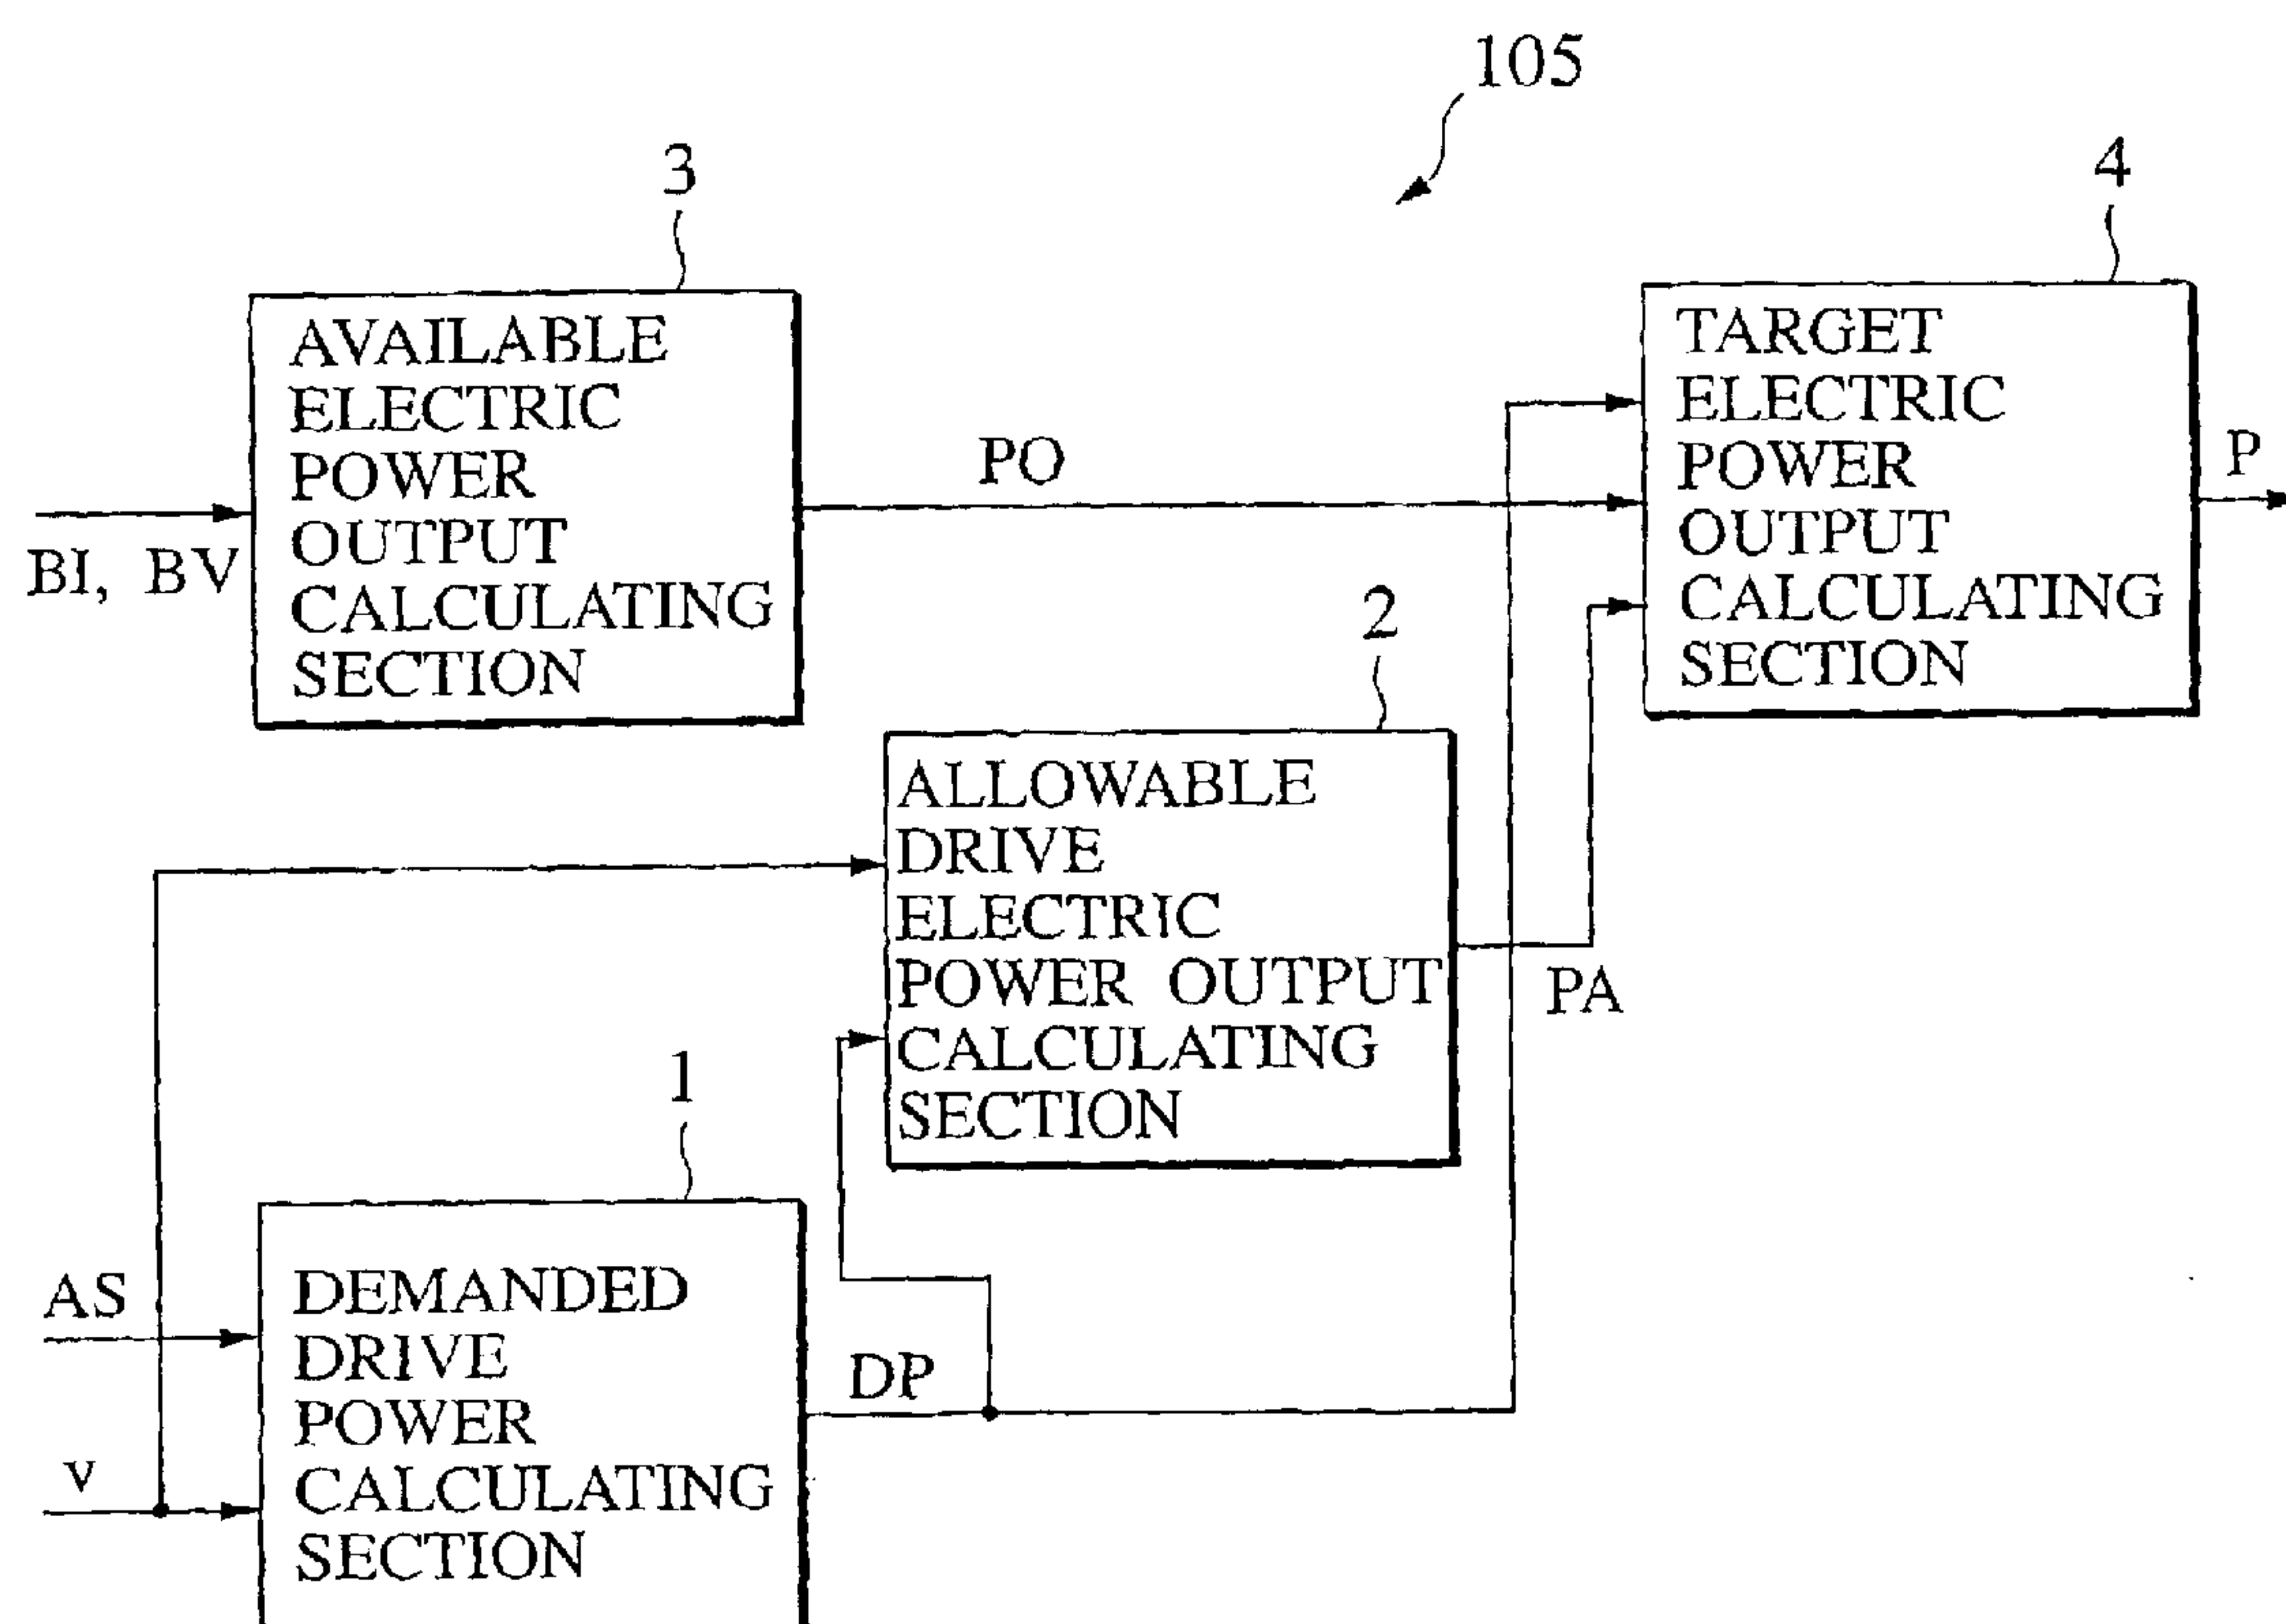 105
3
4
AVAILABLE
ELECTRIC
POWER
OUTPUT
CALCULATING
SECTION
BI, BV
PO
TARGET
ELECTRIC
POWER
OUTPUT
CALCULATING
SECTION
P
2
ALLOWABLE
DRIVE
ELECTRIC
POWER OUTPUT
CALCULATING
SECTION
PA
1
AS
v
DEMANDED
DRIVE
POWER
CALCULATING
SECTION
DP